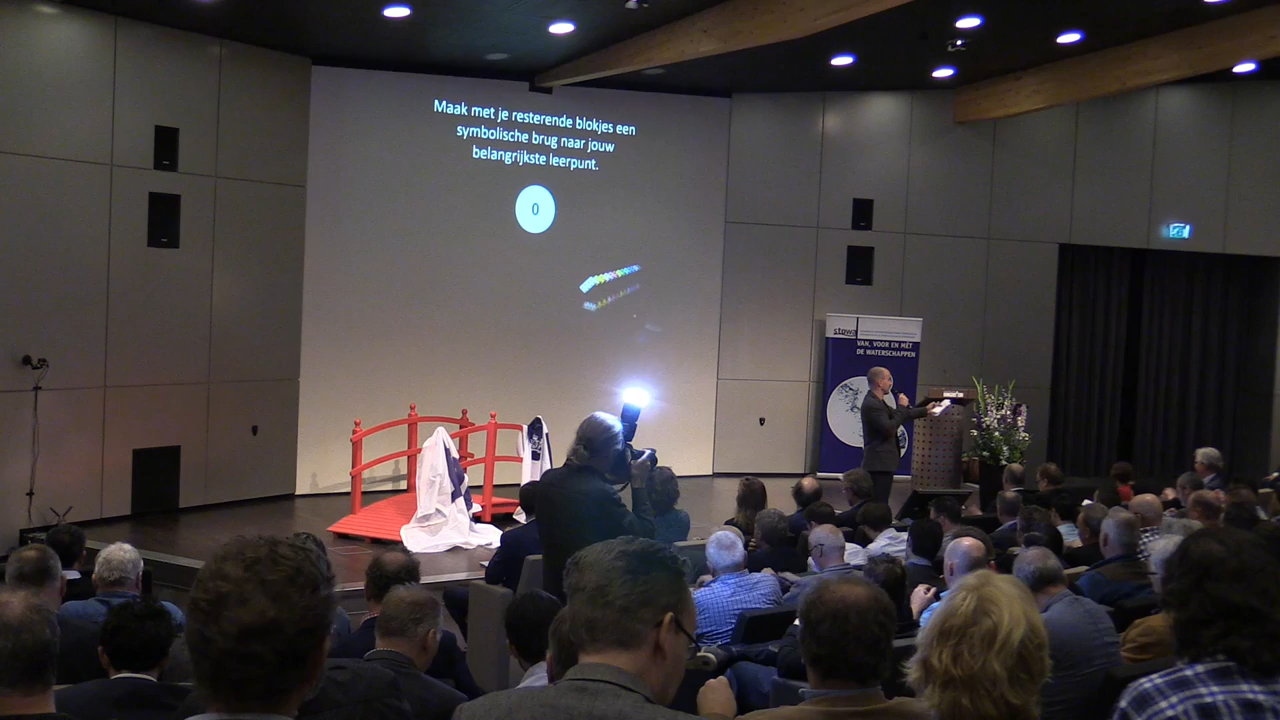 Maak met je resterende blokjes een
symbolische brug naar jouw
belangrijkste leerpunt.
0
stowa
VAN, VOOR EN MÉT
DE WATERSCHAPPEN